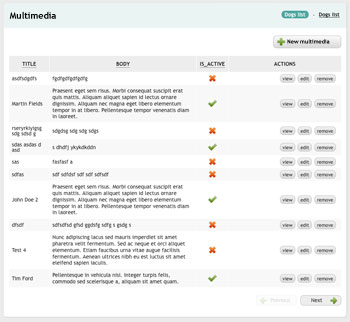 Multimedia
Dogs list
Dogs list
New multimedia
TITLE BODY IS_ACTIVE ACTIONS
asdfsdgdfs fgdfgdfgdfgdfg view edit remove
Praesent eget sem risus. Morbi consequat suscipit erat
quis mattis. Aliquam aliquet sapien id lectus ornare
Martin Fields dignissim. Aliquam nec magna eget libero elementum view edit remove
tempor in at libero. Pellentesque tempor venenatis diam
in laoreet.
sdg sdsd g sdgdsg sdg sdg sdgs view edit remove
sdas asdas d
asd s dhdfj ykykdkddn view edit remove
sas fasfasf a view edit remove
sdfas sdf sdfdsf sdf sdf sdfsdf view edit remove
Praesent eget sem risus. Morbi consequat suscipit erat
quis mattis. Aliquam aliquet sapien id lectus ornare
John Doe 2 dignissim. Aliquam nec magna eget libero elementum view edit remove
tempor in at libero. Pellentesque tempor venenatis diam
in laoreet.
dfsdf sdfsdfsd gfsd ggdsfg sdfg s gsdg s view edit remove
Nunc adipiscing lacus sed mauris imperdiet sit amet
pharetra velit fermentum. Sed ac neque et orci aliquet
Test 4 elementum. Etiam faucibus urna vitae augue facilisis view edit remove
fermentum. Aenean ultrices nibh eu est luctus sit amet
eleifend sapien iaculis.
Tim Ford Pellentesque in vehicula nisi. Integer turpis felis, view edit remove
commodo sed scelerisque a, aliquam sit amet quam.
Previous Next